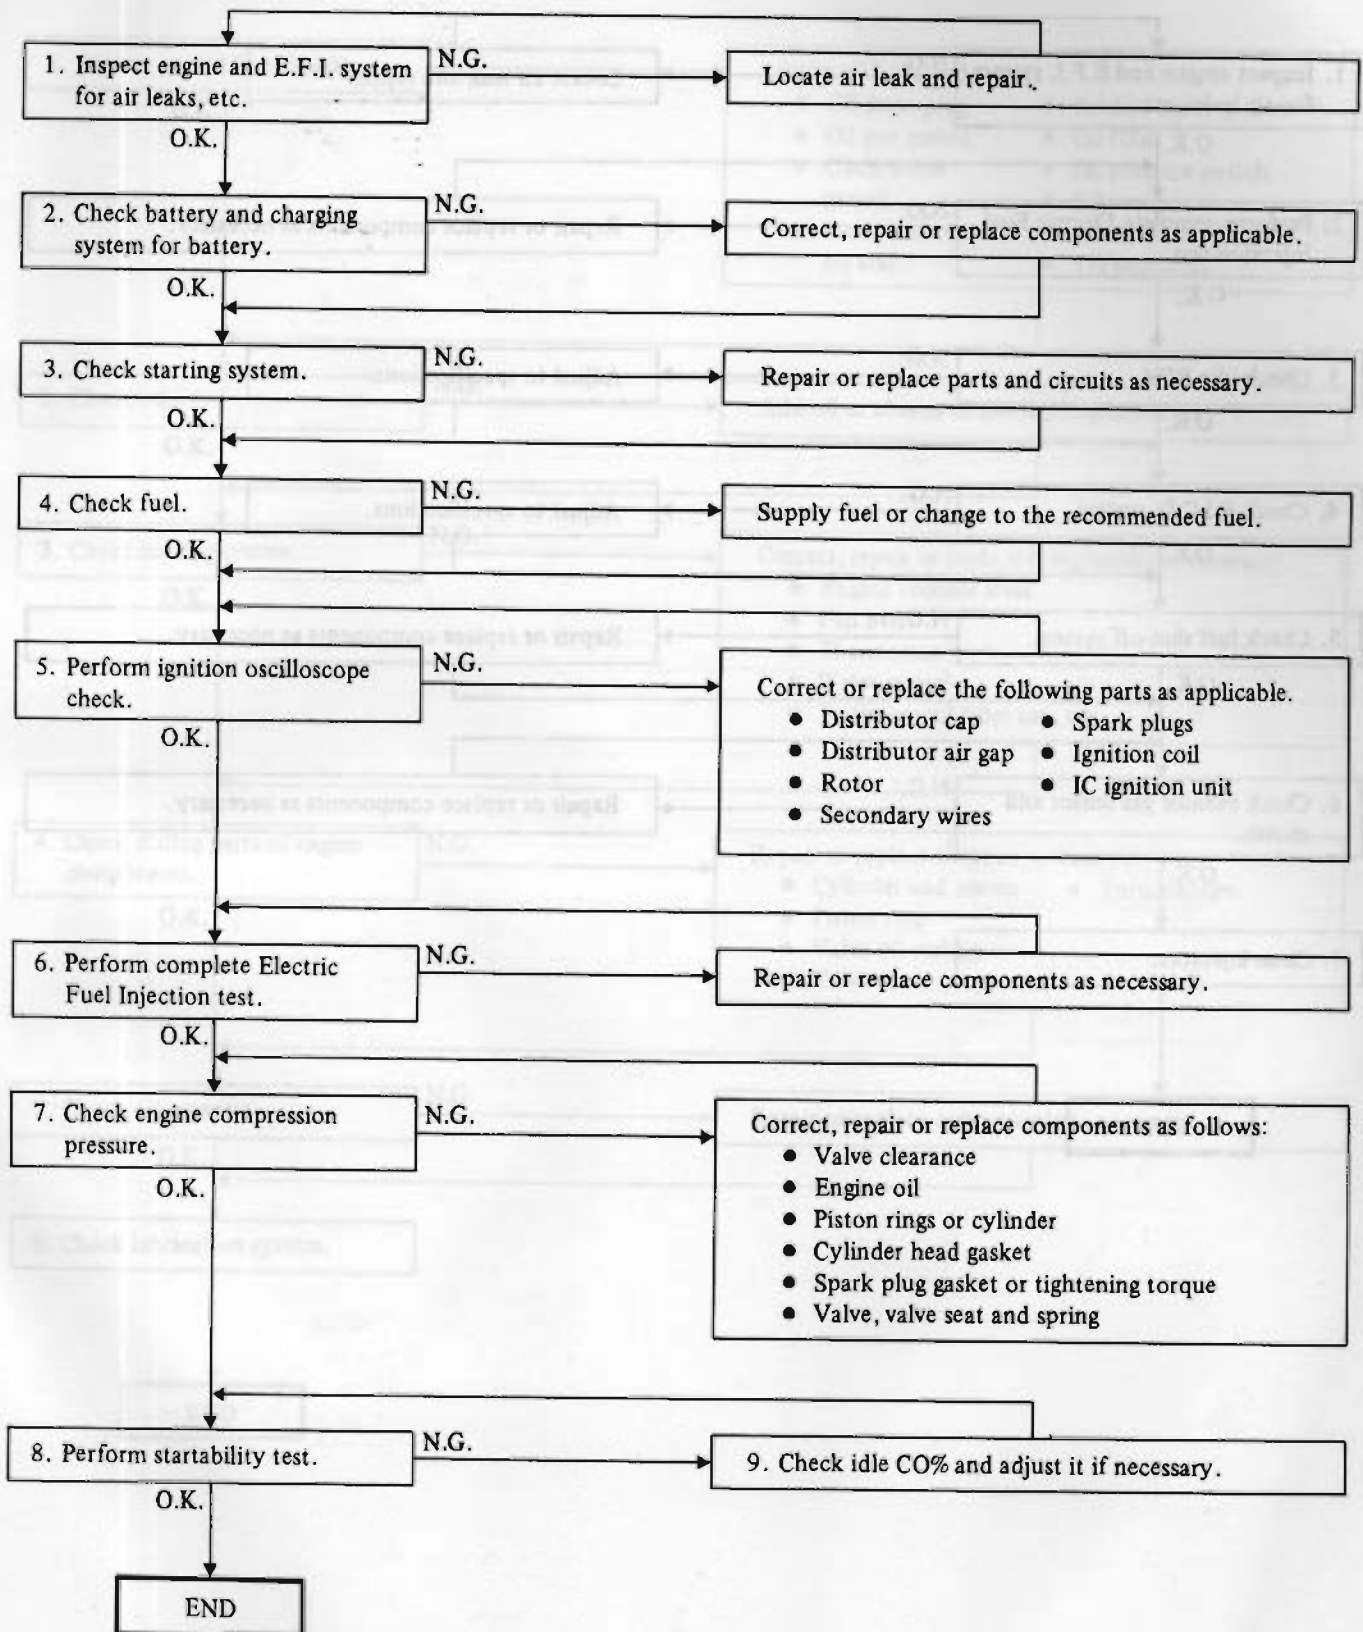 1. Inspect engine and E.F.I. system
for air leaks, etc.
N.G.
Locate air leak and repair.
O.K.
2. Check battery and charging
system for battery.
N.G.
Correct, repair or replace components as applicable.
O.K.
3. Check starting system.
N.G.
Repair or replace parts and circuits as necessary.
O.K.
4. Check fuel.
N.G.
Supply fuel or change to the recommended fuel.
O.K.
5. Perform ignition oscilloscope
check.
N.G.
Correct or replace the following parts as applicable.
● Distributor cap ● Spark plugs
● Distributor air gap ● Ignition coil
● Rotor ● IC ignition unit
● Secondary wires
O.K.
6. Perform complete Electric
Fuel Injection test.
N.G.
Repair or replace components as necessary.
O.K.
7. Check engine compression
pressure.
N.G.
Correct, repair or replace components as follows:
● Valve clearance
● Engine oil
● Piston rings or cylinder
● Cylinder head gasket
● Spark plug gasket or tightening torque
● Valve, valve seat and spring
O.K.
8. Perform startability test.
N.G.
9. Check idle CO% and adjust it if necessary.
O.K.
END